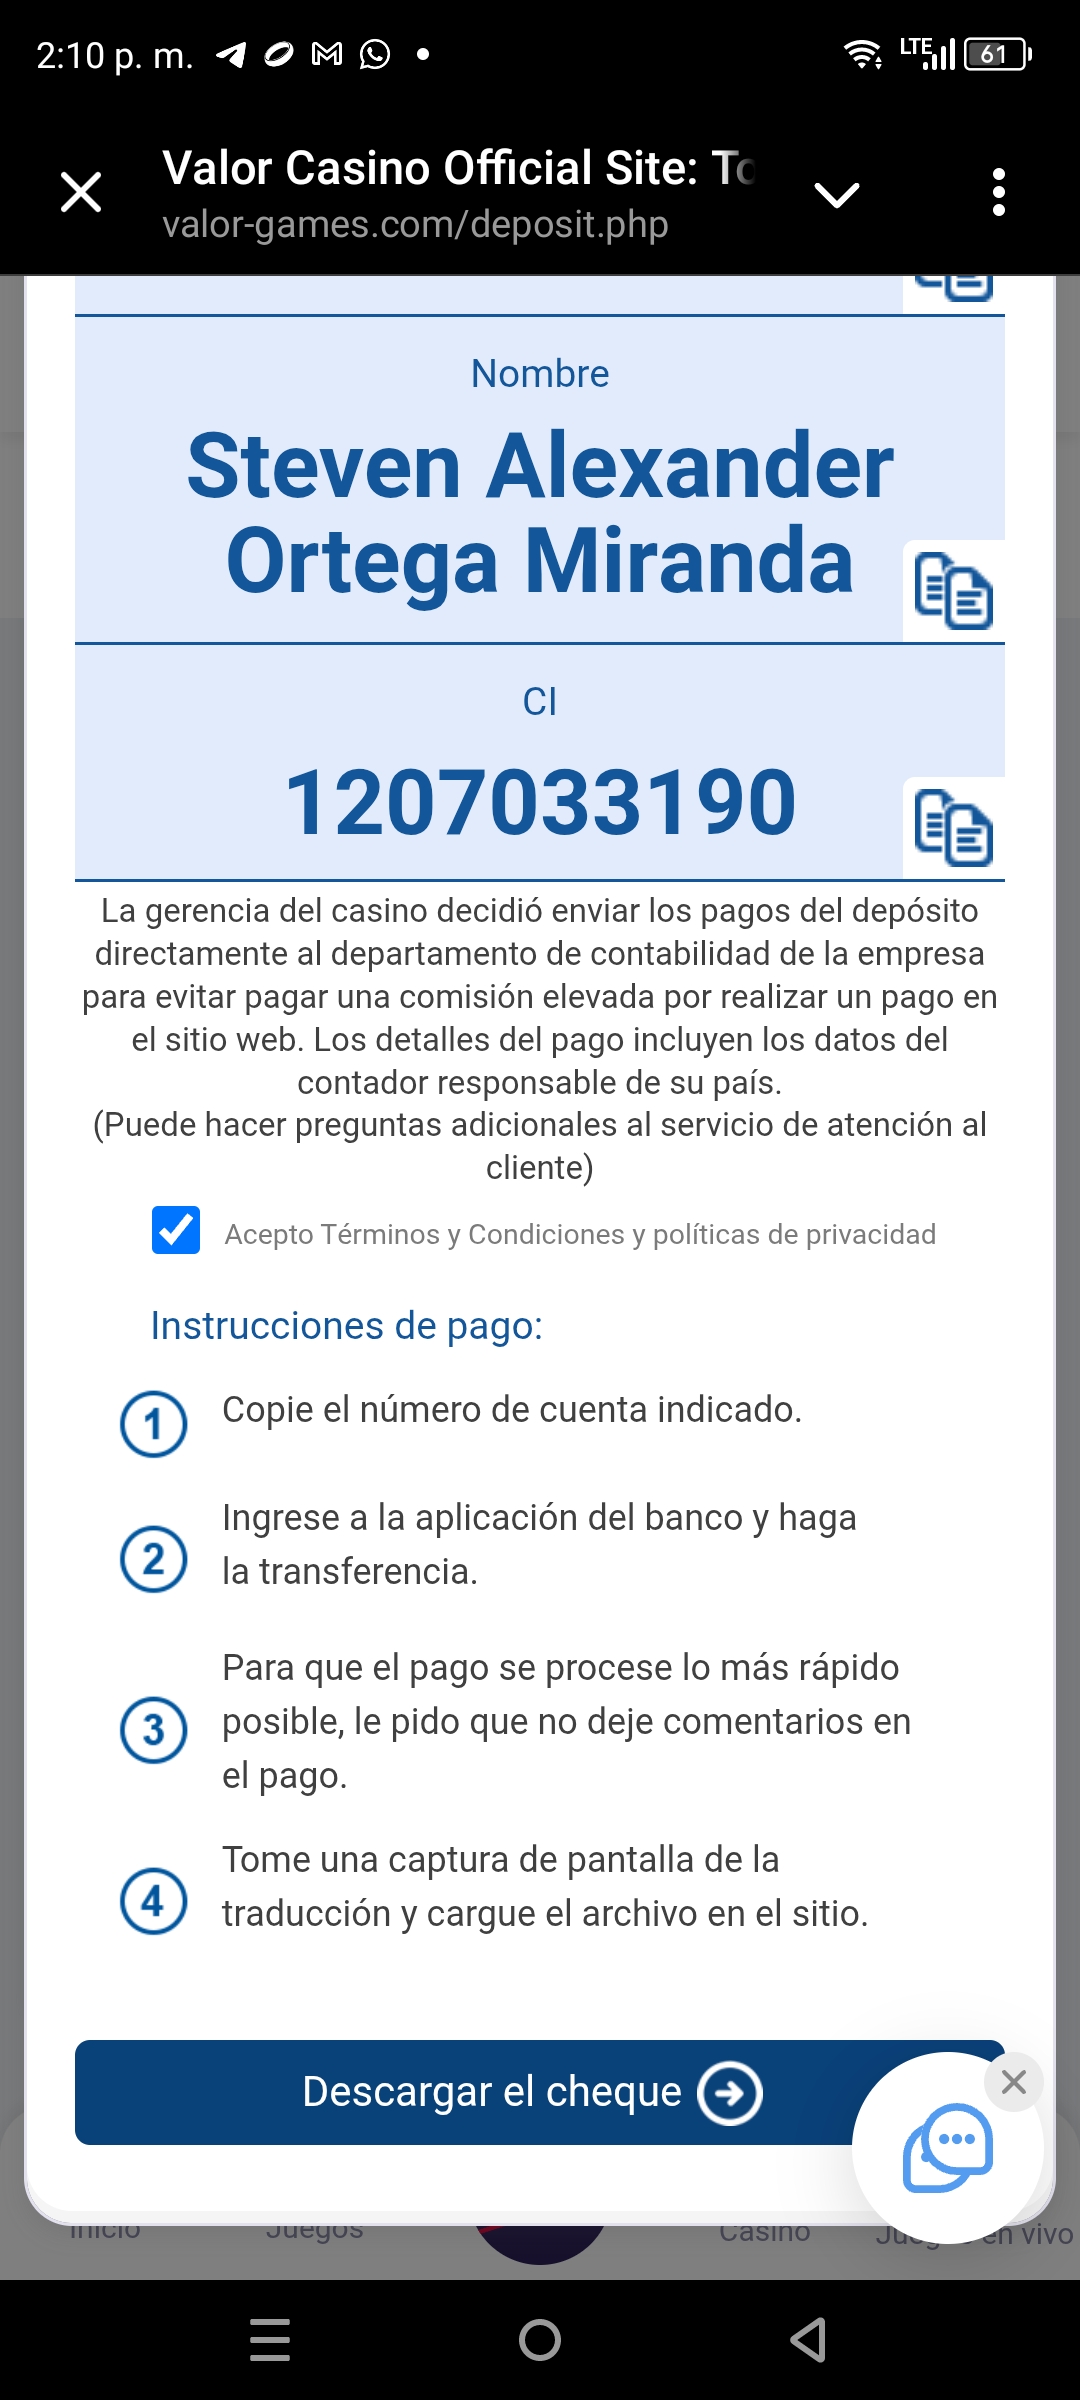 2:10 p. m.
LTE
61
Valor Casino Official Site: To
valor-games.com/deposit.php
Nombre
Steven Alexander
Ortega Miranda
CI
1207033190
La gerencia del casino decidió enviar los pagos del depósito
directamente al departamento de contabilidad de la empresa
para evitar pagar una comisión elevada por realizar un pago en
el sitio web. Los detalles del pago incluyen los datos del
contador responsable de su país.
(Puede hacer preguntas adicionales al servicio de atención al
cliente)
Acepto Términos y Condiciones y políticas de privacidad
Instrucciones de pago:
1
Copie el número de cuenta indicado.
2
Ingrese a la aplicación del banco y haga
la transferencia.
3
Para que el pago se procese lo más rápido
posible, le pido que no deje comentarios en
el pago.
4
Tome una captura de pantalla de la
traducción y cargue el archivo en el sitio.
Descargar el cheque
Inicio
Juegos
Casino
en vivo